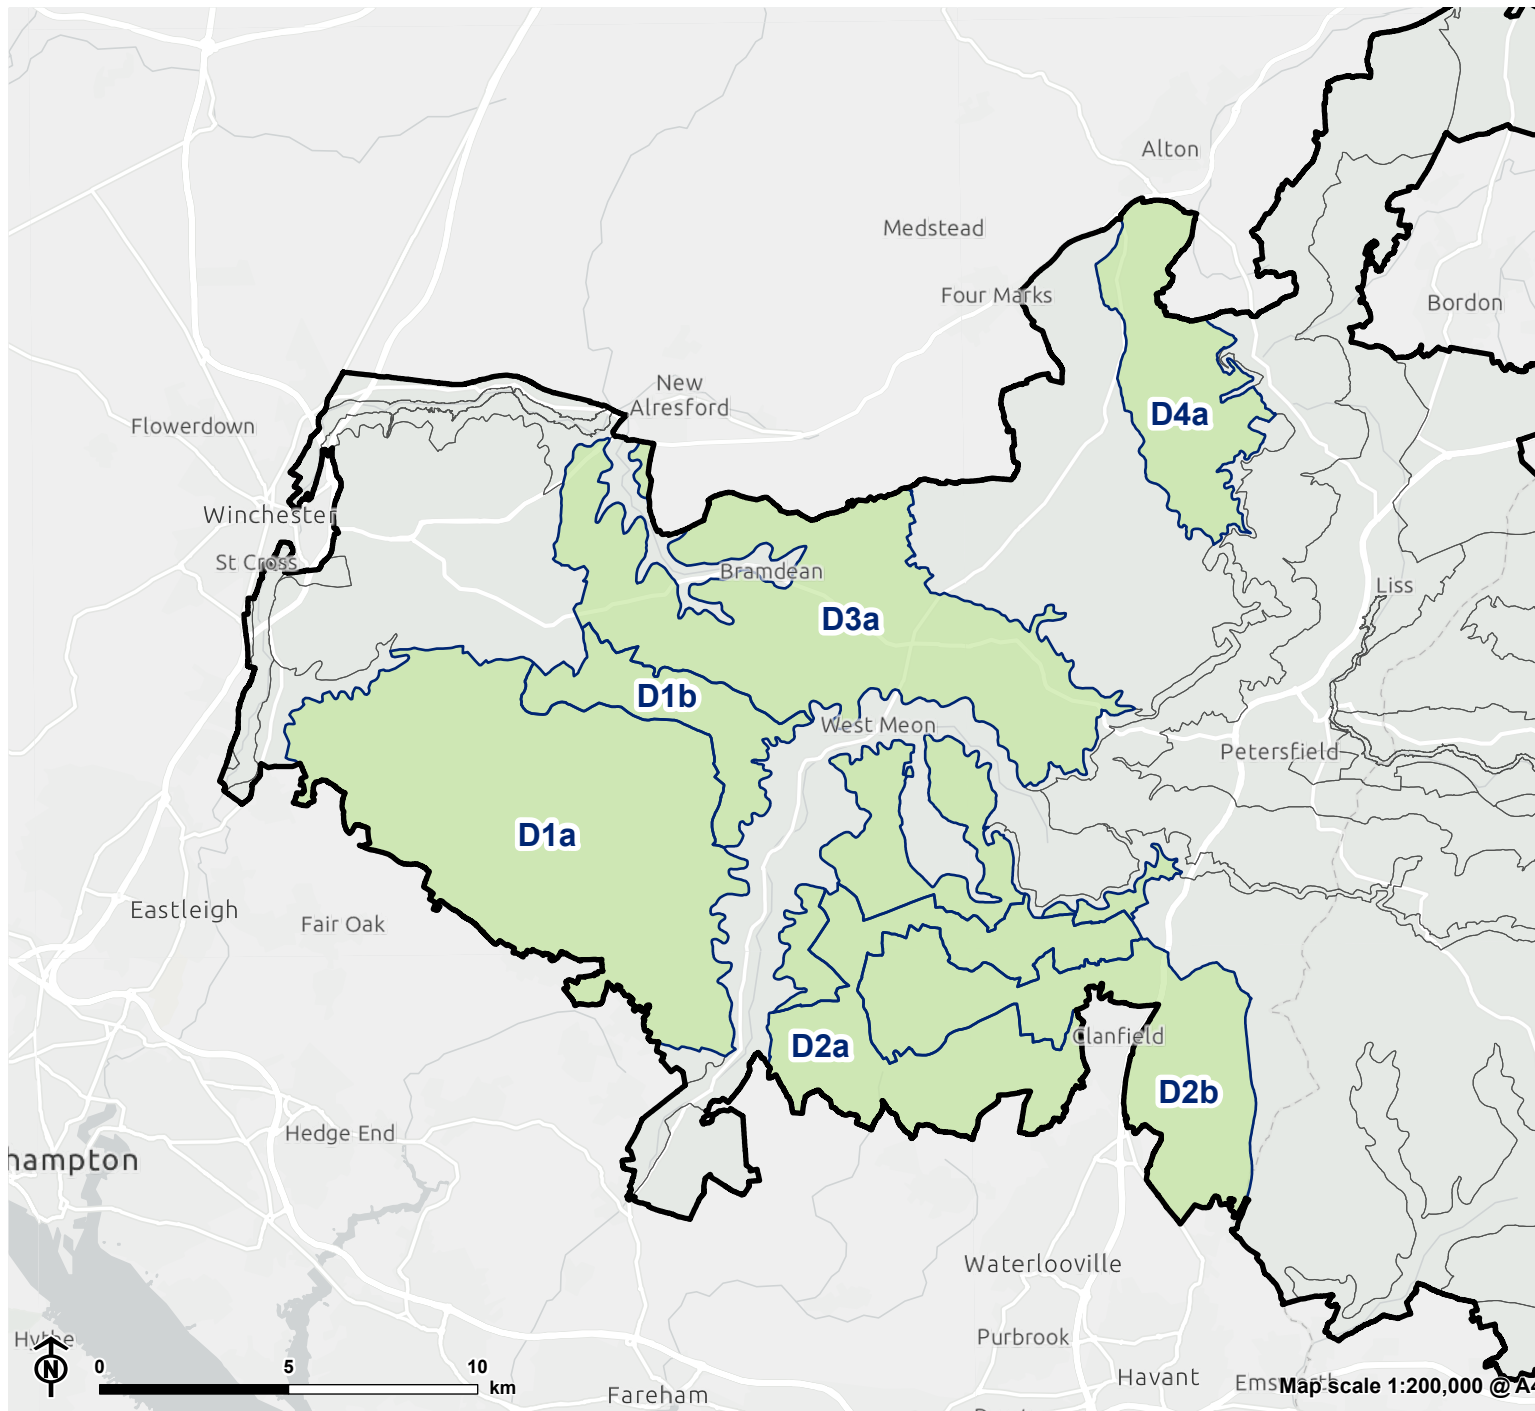 Alton
Medstead
Four Marks
Bordon
New
Alresford
Flowerdown
D4a
Winchester
St Cross
Bramdean
Liss
D3a
D1b
West Meon
Petersfield
D1a
Eastleigh
Fair Oak
D2a
Clanfield
D2b
Hedge End
hampton
Waterlooville
Purbrook
Hythe
N
0 5 10
km
Havant
Emsworth
Map scale 1:200,000 @ A4
Fareham